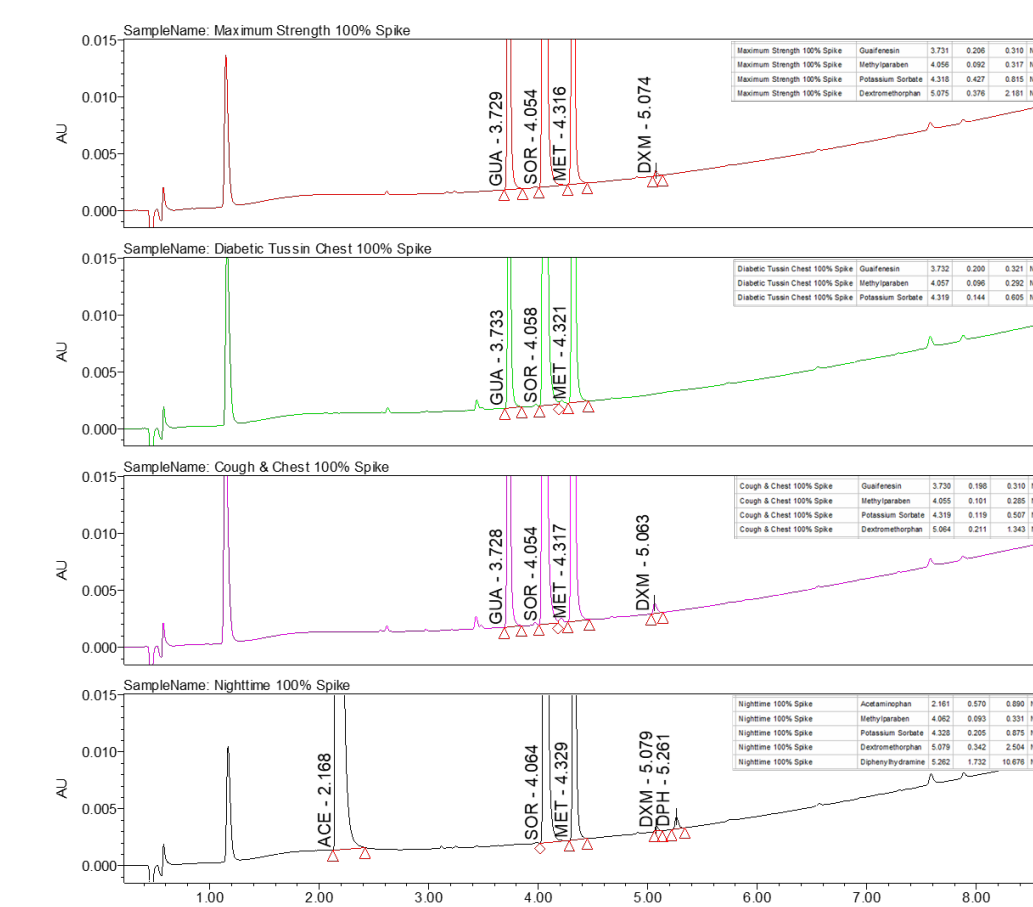 SampleName: Maximum Strength 100% Spike
0.015
0.010
0.005
0.000
AU
GUA - 3.729
SOR - 4.054
MET - 4.316
DXM - 5.074
Maximum Strength 100% Spike Guaifenesin 3.731 0.206 0.310
Maximum Strength 100% Spike Methylparaben 4.056 0.092 0.317
Maximum Strength 100% Spike Potassium Sorbate 4.318 0.427 0.815
Maximum Strength 100% Spike Dextromethorphan 5.075 0.376 2.181
SampleName: Diabetic Tussin Chest 100% Spike
0.015
0.010
0.005
0.000
AU
GUA - 3.733
SOR - 4.058
MET - 4.321
Diabetic Tussin Chest 100% Spike Guaifenesin 3.732 0.200 0.321
Diabetic Tussin Chest 100% Spike Methylparaben 4.057 0.096 0.292
Diabetic Tussin Chest 100% Spike Potassium Sorbate 4.319 0.144 0.605
SampleName: Cough & Chest 100% Spike
0.015
0.010
0.005
0.000
AU
GUA - 3.728
SOR - 4.054
MET - 4.317
DXM - 5.063
Cough & Chest 100% Spike Guaifenesin 3.730 0.198 0.310
Cough & Chest 100% Spike Methylparaben 4.055 0.101 0.285
Cough & Chest 100% Spike Potassium Sorbate 4.319 0.119 0.507
Cough & Chest 100% Spike Dextromethorphan 5.064 0.211 1.343
SampleName: Nighttime 100% Spike
0.015
0.010
0.005
0.000
AU
ACE - 2.168
SOR - 4.064
MET - 4.329
DXM - 5.079
DPH - 5.261
Nighttime 100% Spike Acetaminophan 2.161 0.570 0.890
Nighttime 100% Spike Methylparaben 4.062 0.093 0.331
Nighttime 100% Spike Potassium Sorbate 4.328 0.205 0.875
Nighttime 100% Spike Dextromethorphan 5.079 0.342 2.504
Nighttime 100% Spike Diphenylhydramine 5.262 1.732 10.676
1.00 2.00 3.00 4.00 5.00 6.00 7.00 8.00